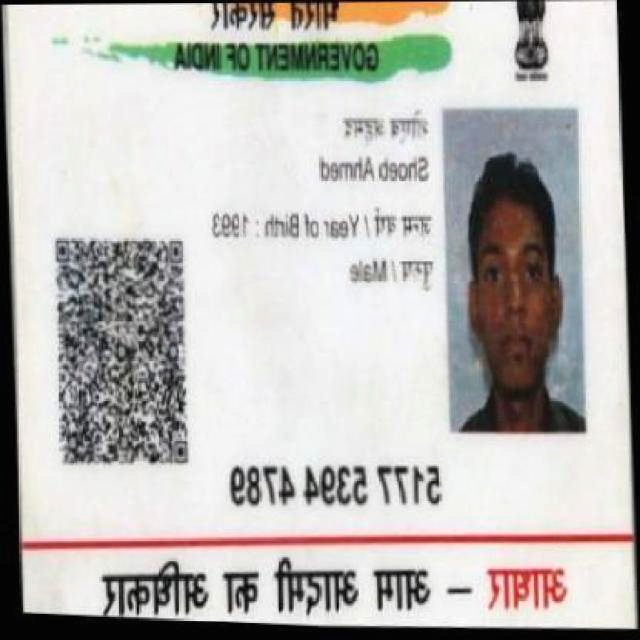 भारत सरकार
GOVERNMENT OF INDIA
शोएब अहमद
Shoeb Ahmed
जन्म वर्ष / Year of Birth : 1993
पुरुष / Male
5177 5394 4789
आधार – आम आदमी का अधिकार